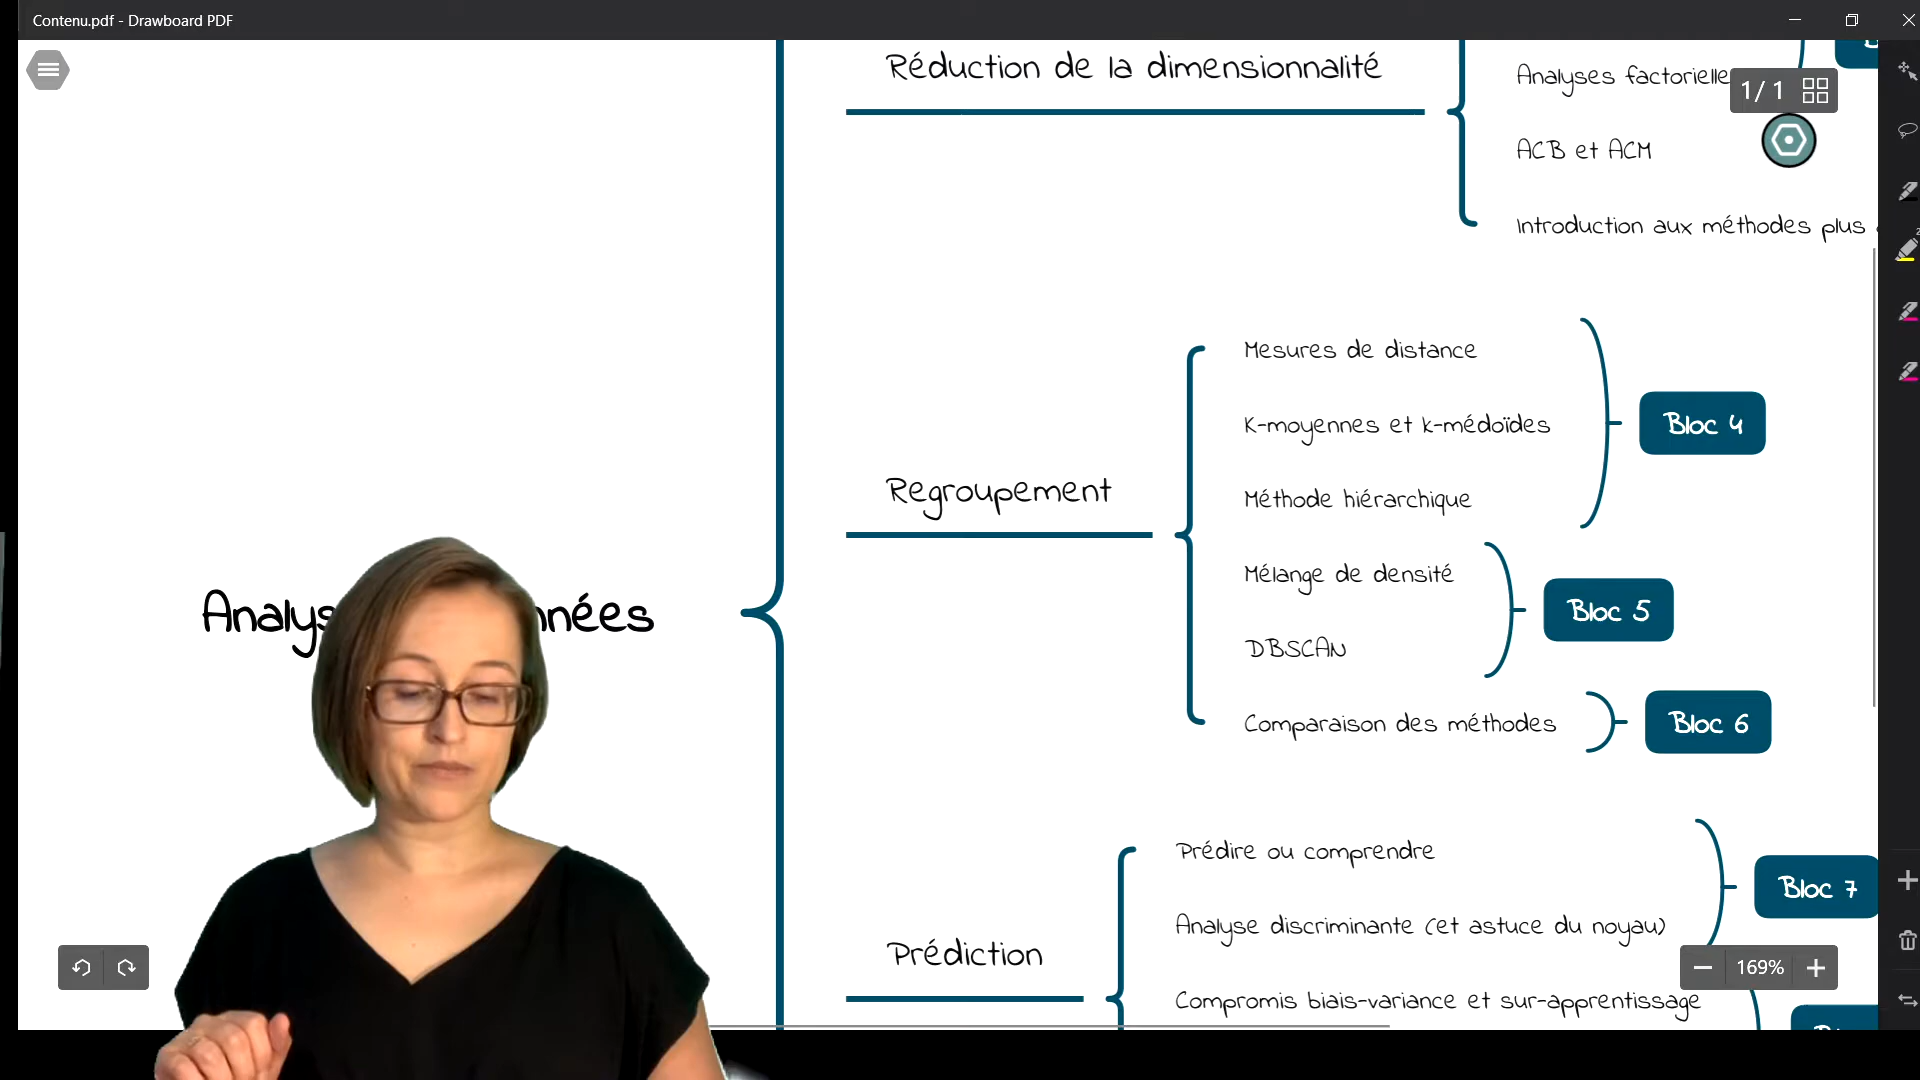 Contenu.pdf - Drawboard PDF
Réduction de la dimensionnalité
Analyses factorielle
1/ 1
ACB et ACM
Introduction aux méthodes plus
Mesures de distance
K-moyennes et k-médoïdes
Bloc 4
Méthode hiérarchique
Regroupement
Mélange de densité
Bloc 5
DBSCAN
Comparaison des méthodes
Bloc 6
Analys nnées
Prédire ou comprendre
Bloc 7
Analyse discriminante (et astuce du noyau)
Prédiction
169%
Compromis biais-variance et sur-apprentissage